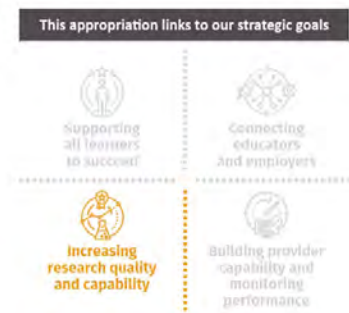 This appropriation links to our strategic goals
Supporting
all learners
to succeed
Connecting
educators
and employers
Increasing
research quality
and capability
Building provider
capability and
monitoring
performance